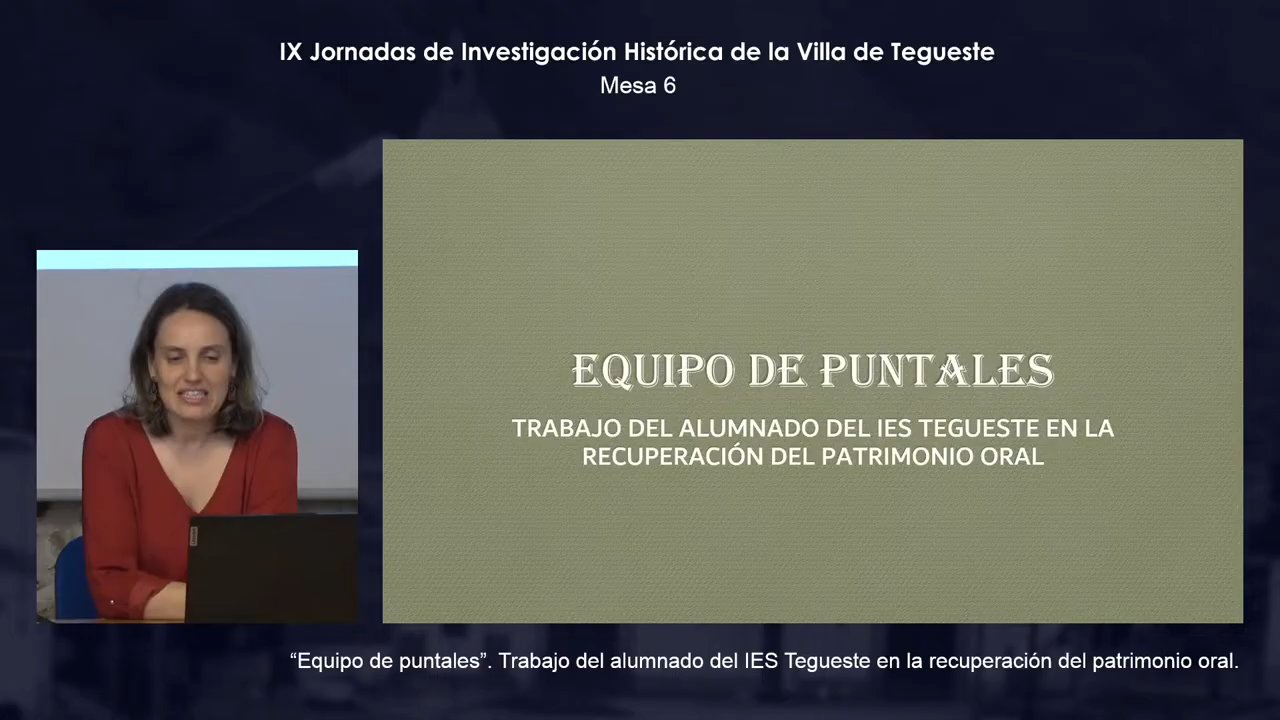 IX Jornadas de Investigación Histórica de la Villa de Tegueste
Mesa 6
EQUIPO DE PUNTALES
TRABAJO DEL ALUMNADO DEL IES TEGUESTE EN LA
RECUPERACIÓN DEL PATRIMONIO ORAL
“Equipo de puntales”. Trabajo del alumnado del IES Tegueste en la recuperación del patrimonio oral.